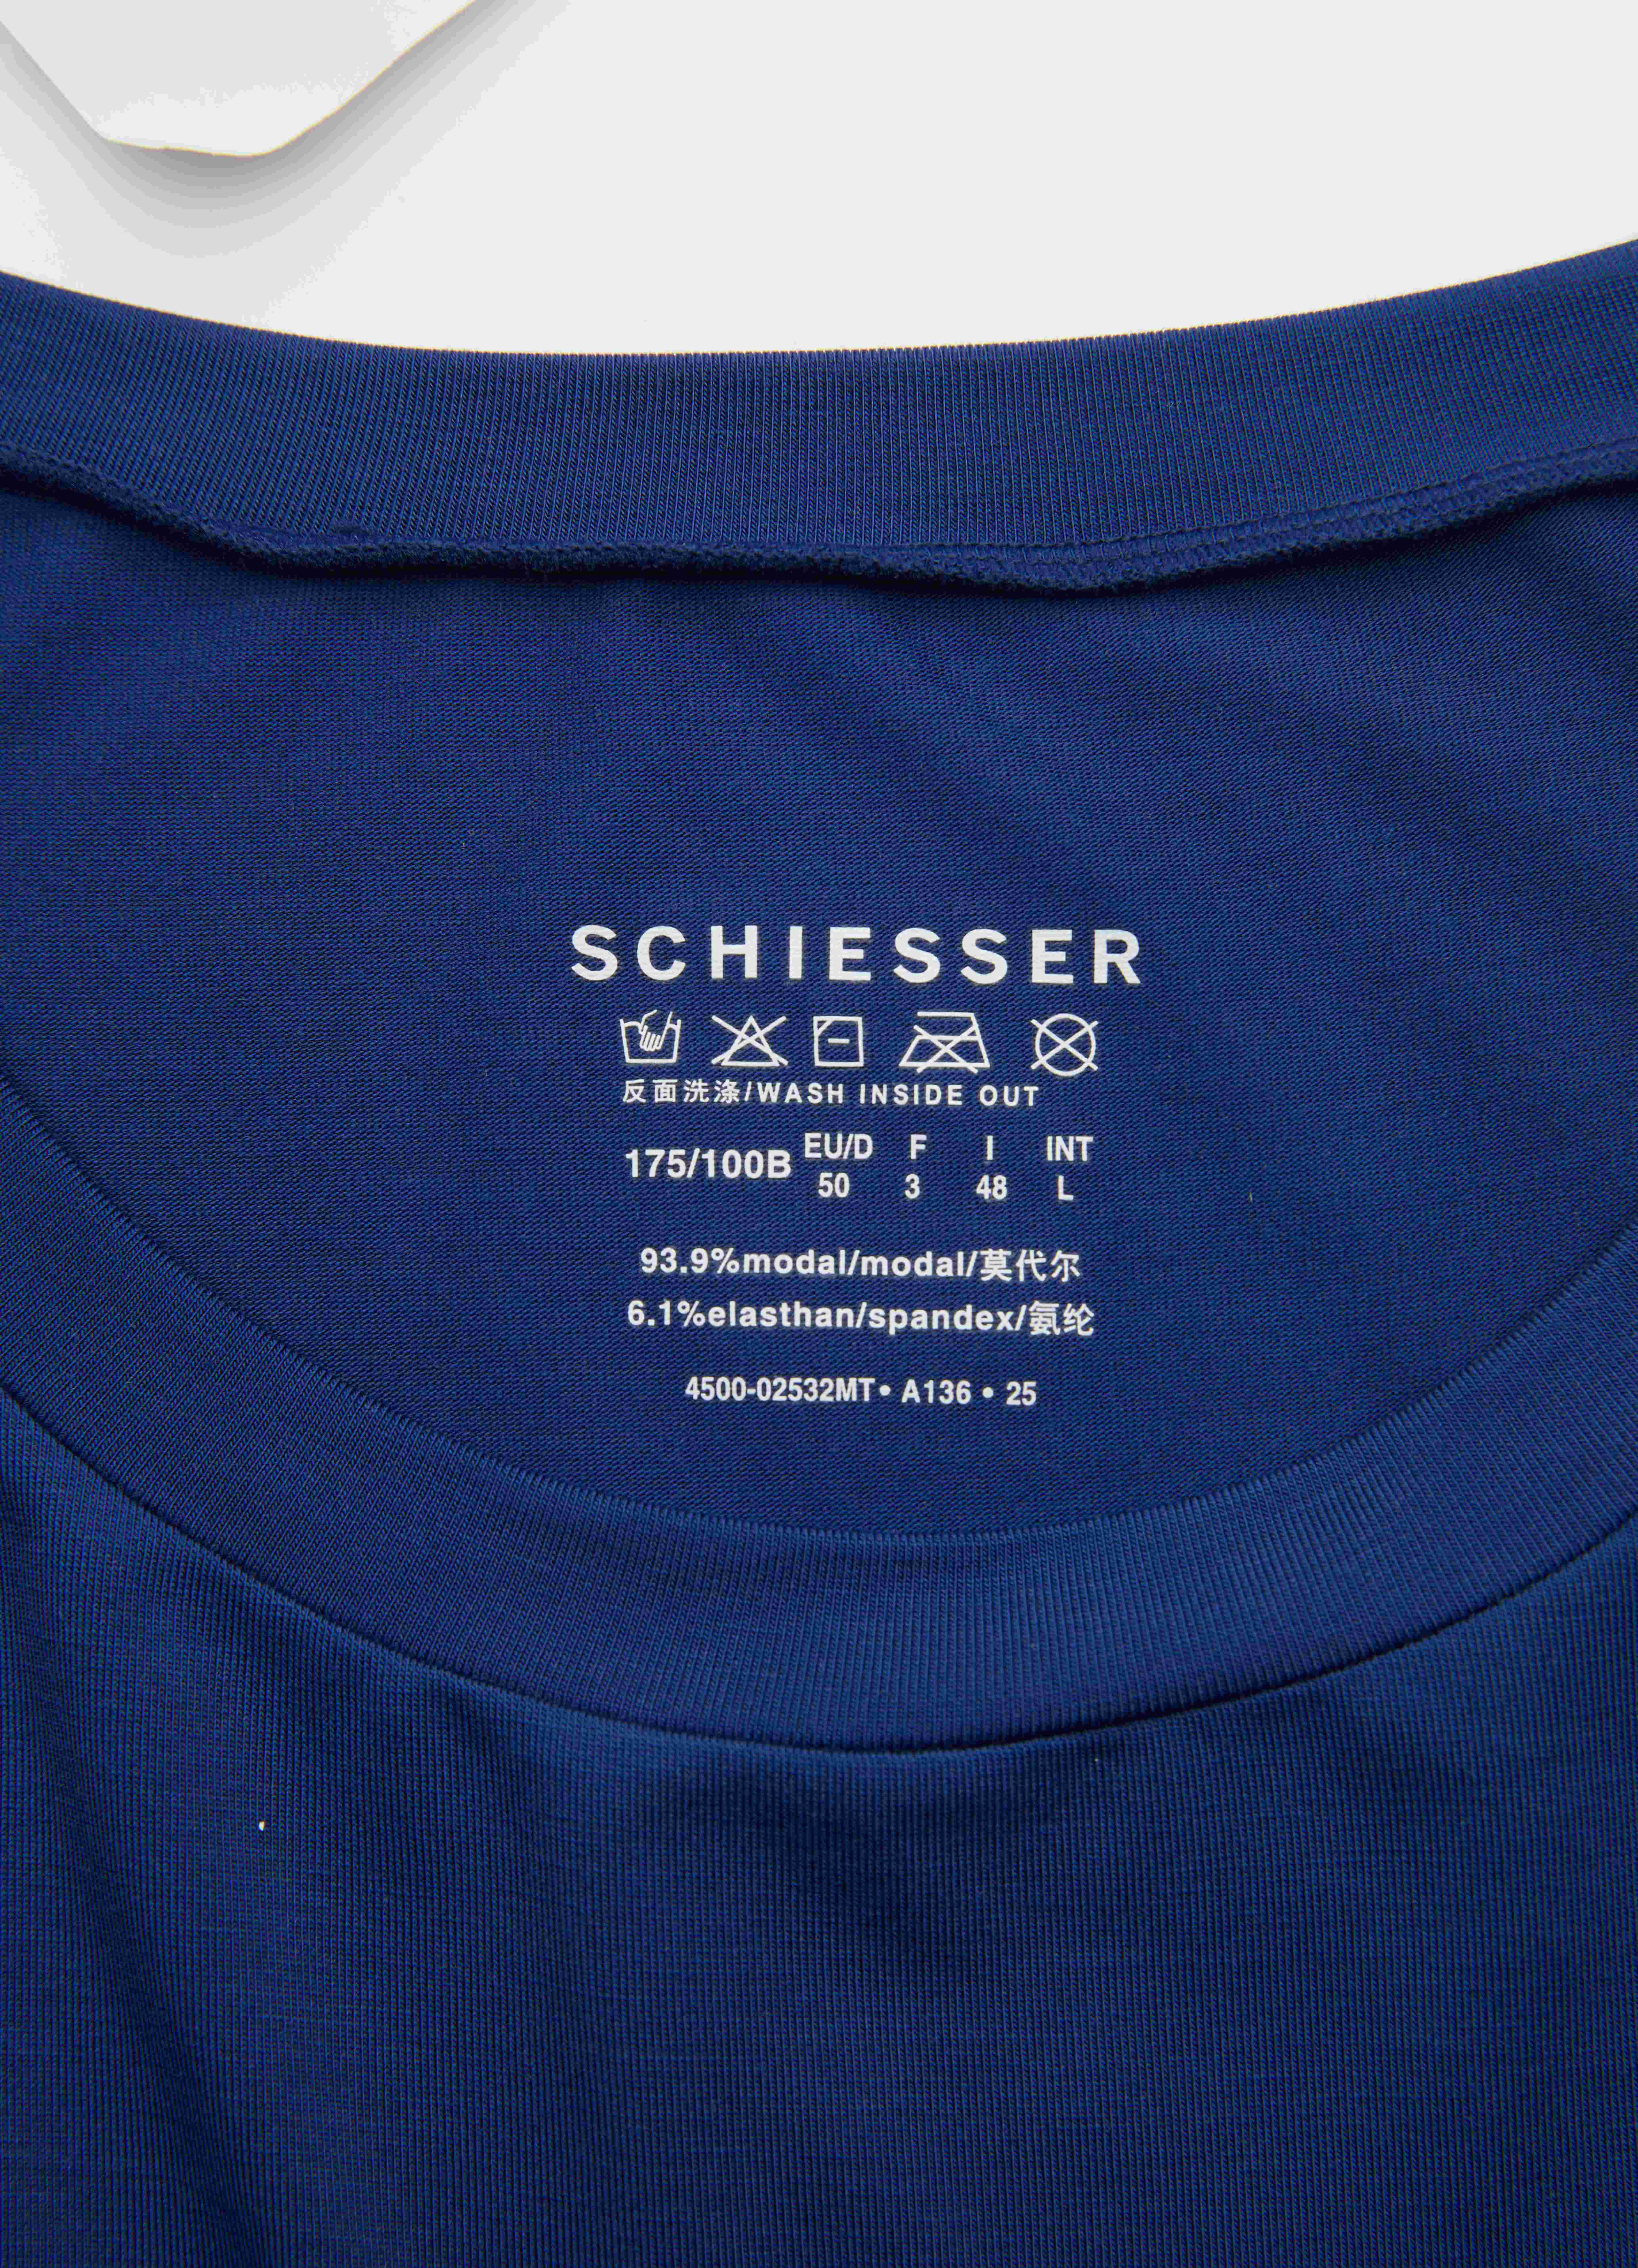 SCHIESSER
反面洗涤/WASH INSIDE OUT
175/100B EU/D F I INT
50 3 48 L
93.9%modal/modal/莫代尔
6.1%elasthan/spandex/氨纶
4500-02532MT• A136 • 25